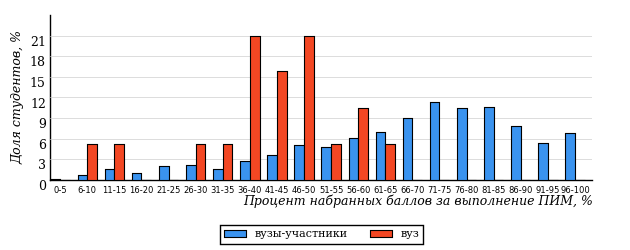 Доля студентов, %
21
18
15
12
9
6
3
0
0-5 6-10 11-15 16-20 21-25 26-30 31-35 36-40 41-45 46-50 51-55 56-60 61-65 66-70 71-75 76-80 81-85 86-90 91-95 96-100
Процент набранных баллов за выполнение ПИМ, %
вузы-участники вуз